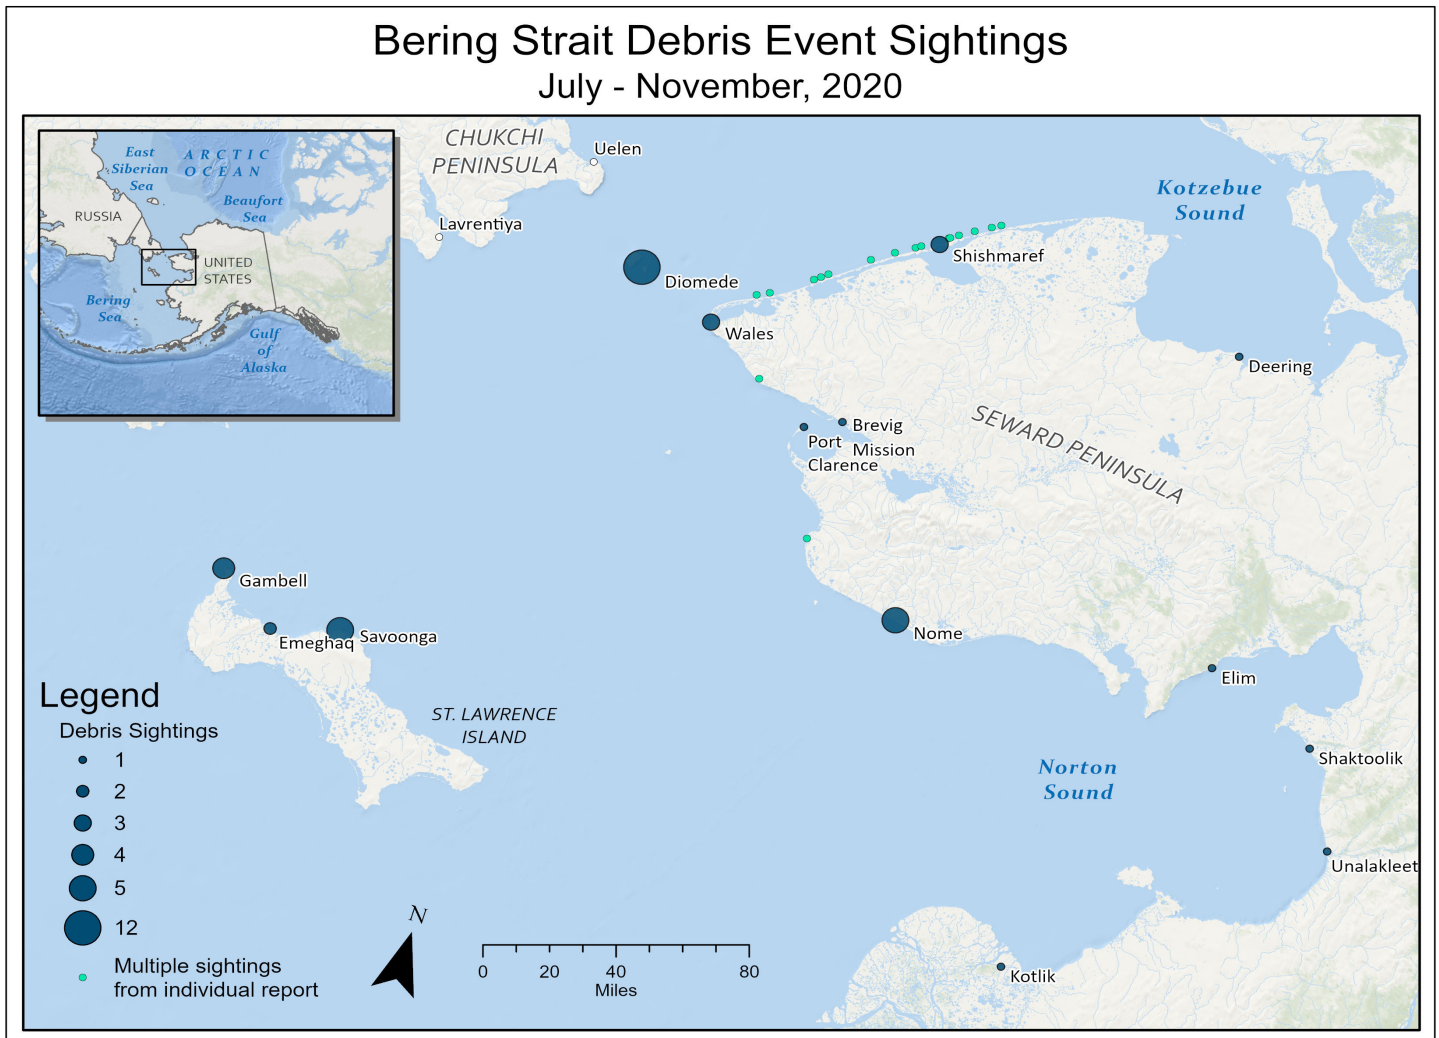 Bering Strait Debris Event Sightings
July - November, 2020
East
Siberian
Sea
ARCTIC
OCEAN
Beaufort
Sea
RUSSIA
UNITED
STATES
Bering
Sea
Gulf
of
Alaska
CHUKCHI
PENINSULA
Uelen
Lavrentiya
Kotzebue
Sound
Diomede
Shishmaref
Wales
Deering
Brevig
Mission
Port
Clarence
SEWARD PENINSULA
Gambell
Emeghaq
Savoonga
Nome
Elim
ST. LAWRENCE
ISLAND
Norton
Sound
Shaktoolik
Unalakleet
Kotlik
Legend
Debris Sightings
1
2
3
4
5
12
Multiple sightings
from individual report
N
0 20 40 80
Miles